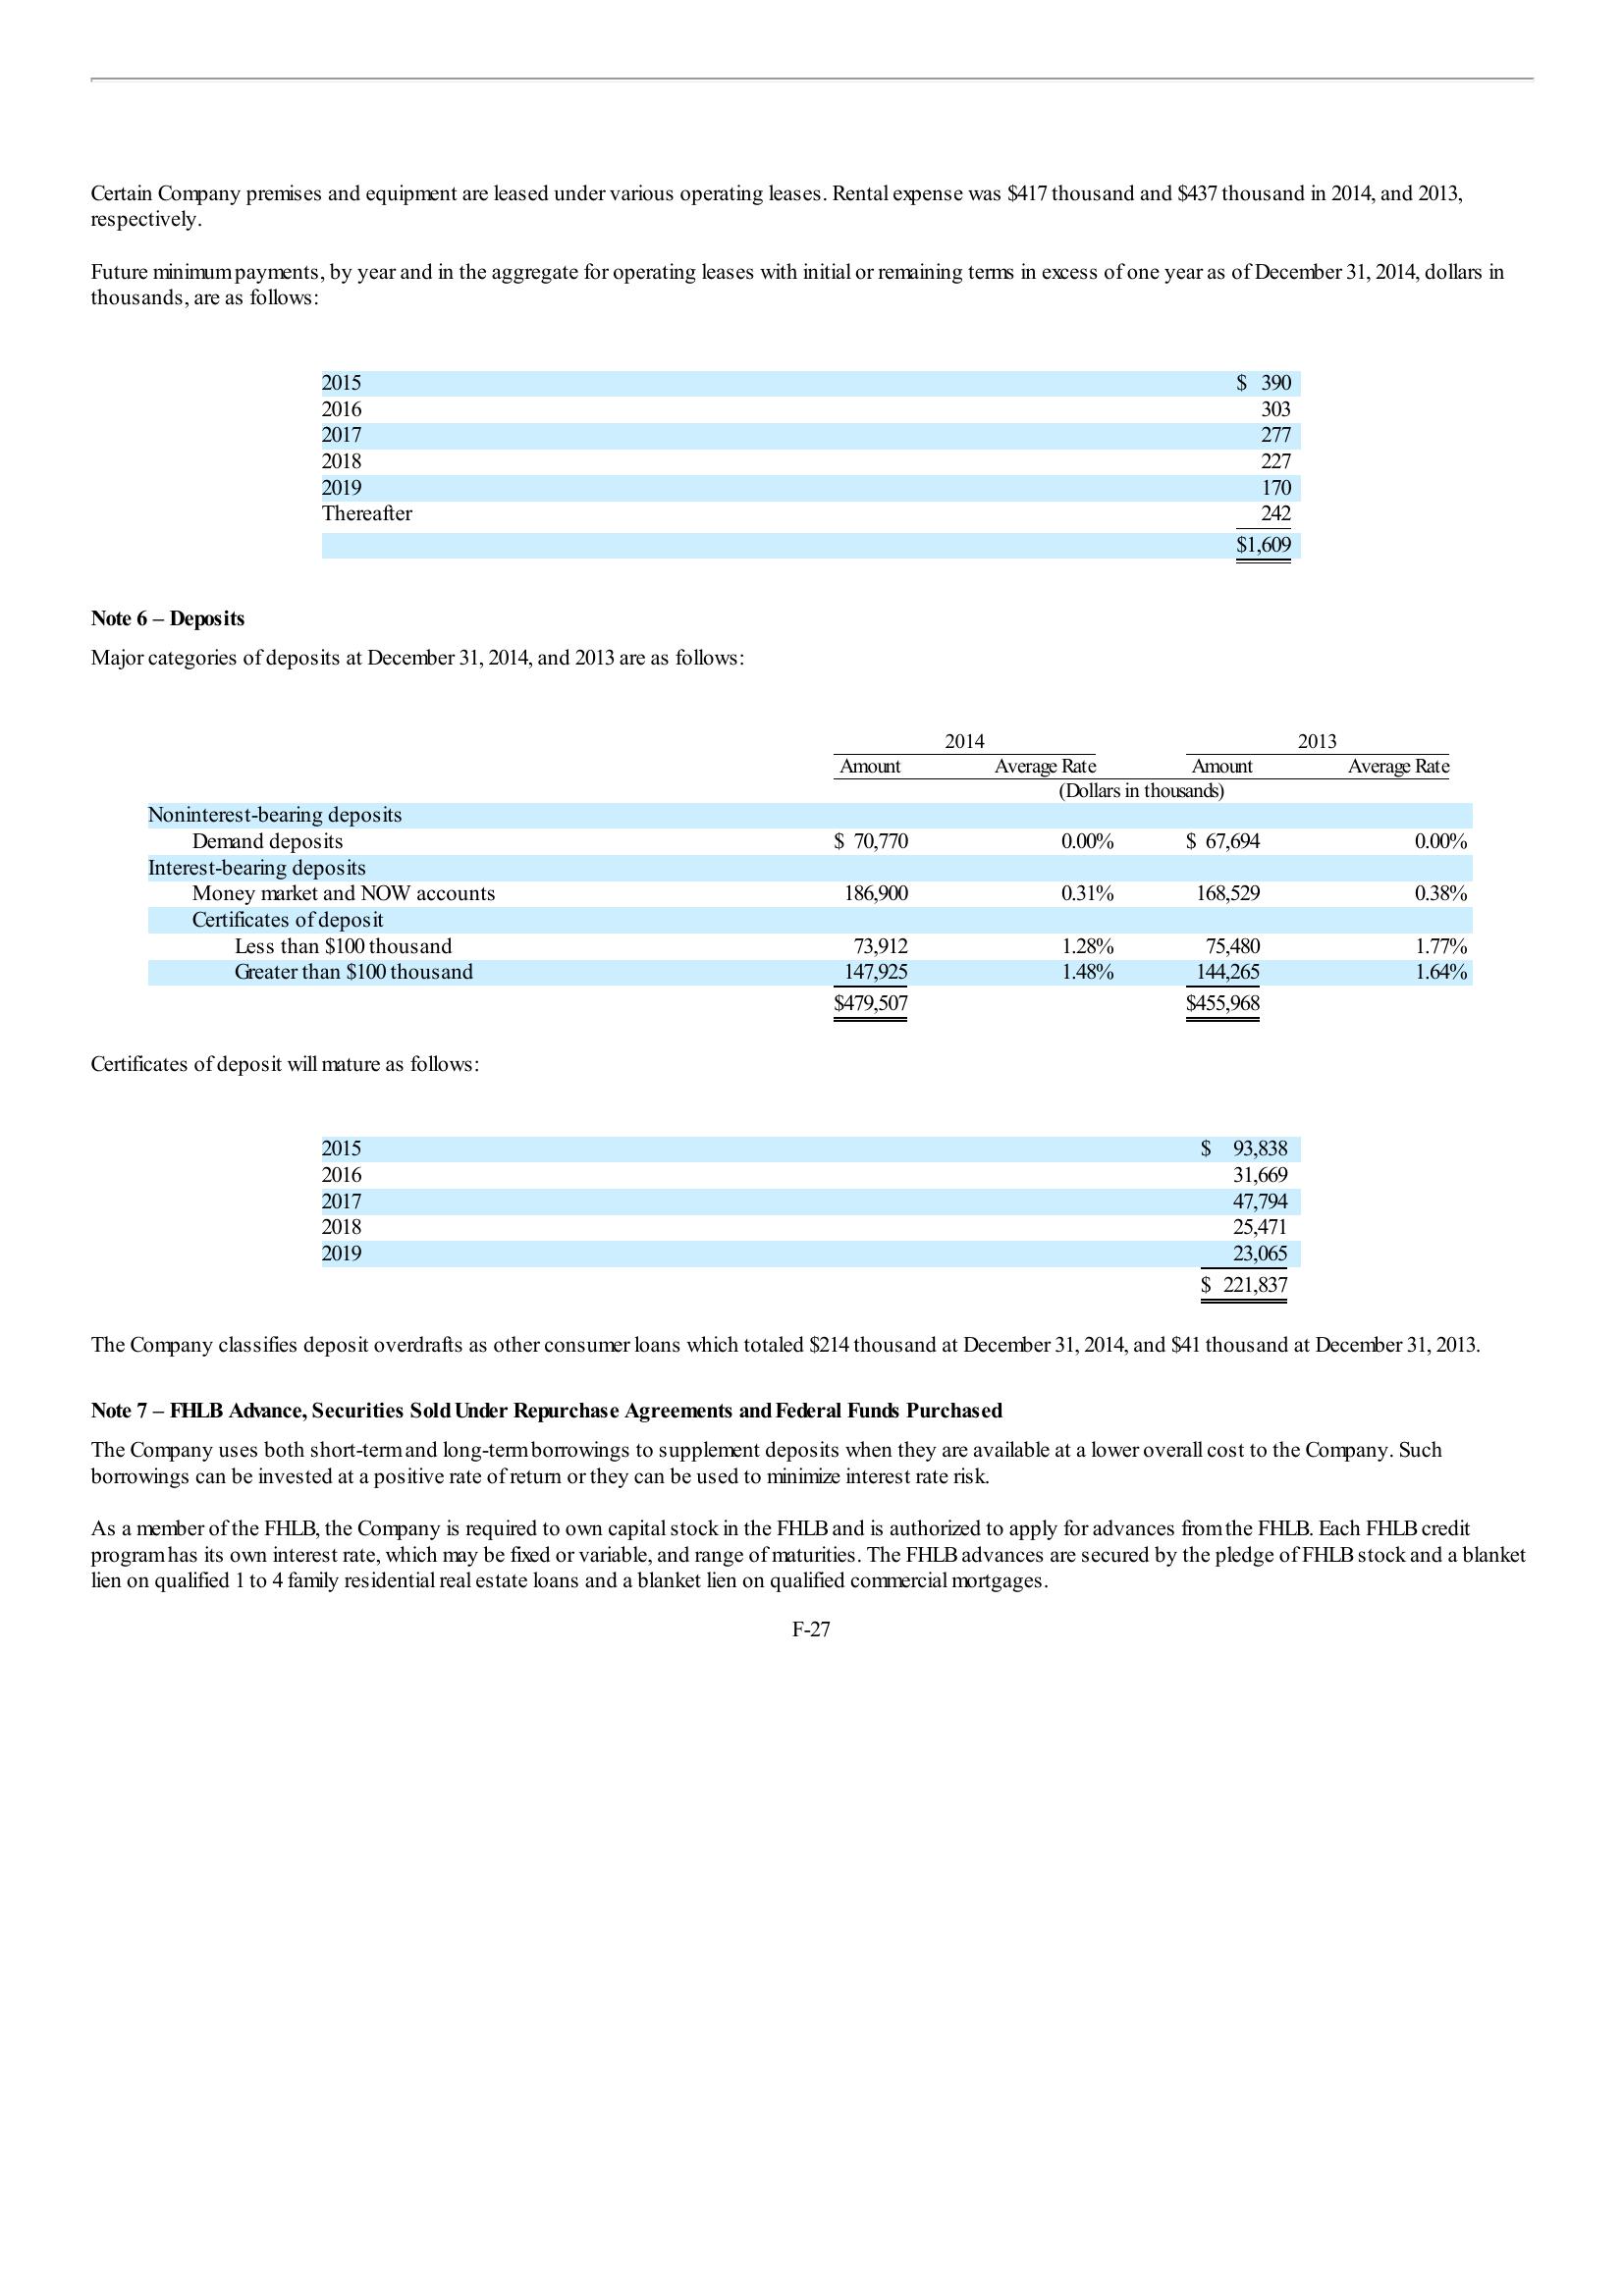 Certain Company premises and equipment are leased under various operating leases. Rental expense was $417 thousand and $437 thousand in 2014, and 2013,
respectively.
Future minimum payments, by year and in the aggregate for operating leases with initial or remaining terms in excess of one year as of December 31, 2014, dollars in
thousands, are as follows:
2015 $ 390
2016 303
2017 277
2018 227
2019 170
Thereafter 242
$1,609
Note 6 – Deposits
Major categories of deposits at December 31, 2014, and 2013 are as follows:
2014 2013
Amount Average Rate Amount Average Rate
(Dollars in thousands)
Noninterest-bearing deposits
Demand deposits $ 70,770 0.00% $ 67,694 0.00%
Interest-bearing deposits
Money market and NOW accounts 186,900 0.31% 168,529 0.38%
Certificates of deposit
Less than $100 thousand 73,912 1.28% 75,480 1.77%
Greater than $100 thousand 147,925 1.48% 144,265 1.64%
$479,507 $455,968
Certificates of deposit will mature as follows:
2015 $ 93,838
2016 31,669
2017 47,794
2018 25,471
2019 23,065
$ 221,837
The Company classifies deposit overdrafts as other consumer loans which totaled $214 thousand at December 31, 2014, and $41 thousand at December 31, 2013.
Note 7 – FHLB Advance, Securities Sold Under Repurchase Agreements and Federal Funds Purchased
The Company uses both short-term and long-term borrowings to supplement deposits when they are available at a lower overall cost to the Company. Such
borrowings can be invested at a positive rate of return or they can be used to minimize interest rate risk.
As a member of the FHLB, the Company is required to own capital stock in the FHLB and is authorized to apply for advances from the FHLB. Each FHLB credit
program has its own interest rate, which may be fixed or variable, and range of maturities. The FHLB advances are secured by the pledge of FHLB stock and a blanket
lien on qualified 1 to 4 family residential real estate loans and a blanket lien on qualified commercial mortgages.
F-27